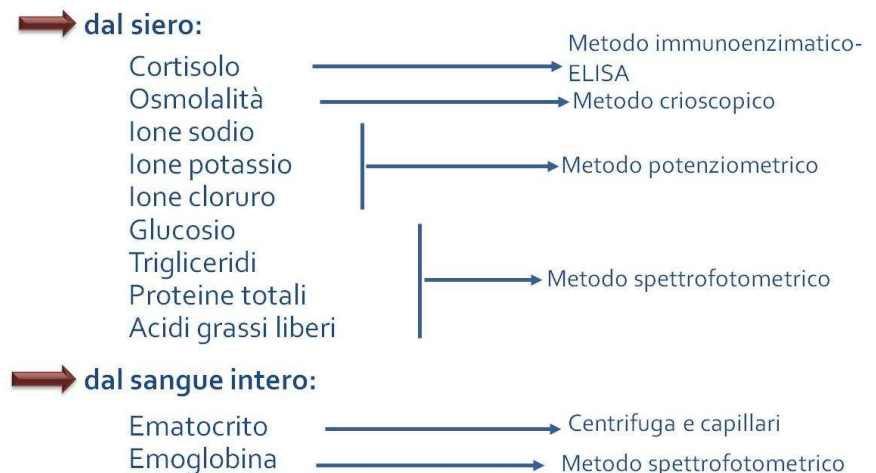 dal siero:
Cortisolo
Metodo immunoenzimatico-
ELISA
Osmolalità
Metodo crioscopico
Ione sodio
Ione potassio
Ione cloruro
Metodo potenziometrico
Glucosio
Trigliceridi
Proteine totali
Acidi grassi liberi
Metodo spettrofotometrico
dal sangue intero:
Ematocrito
Centrifuga e capillari
Emoglobina
Metodo spettrofotometrico